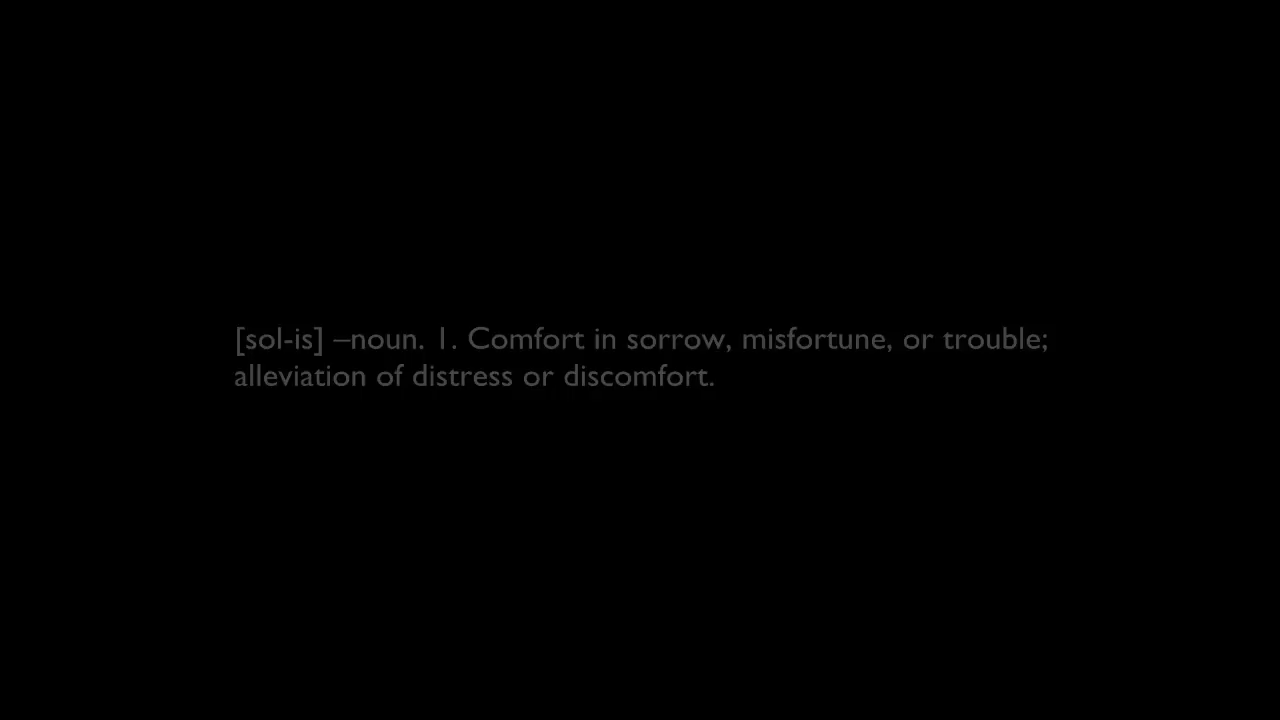 [sol-is] –noun. 1. Comfort in sorrow, misfortune, or trouble;
alleviation of distress or discomfort.